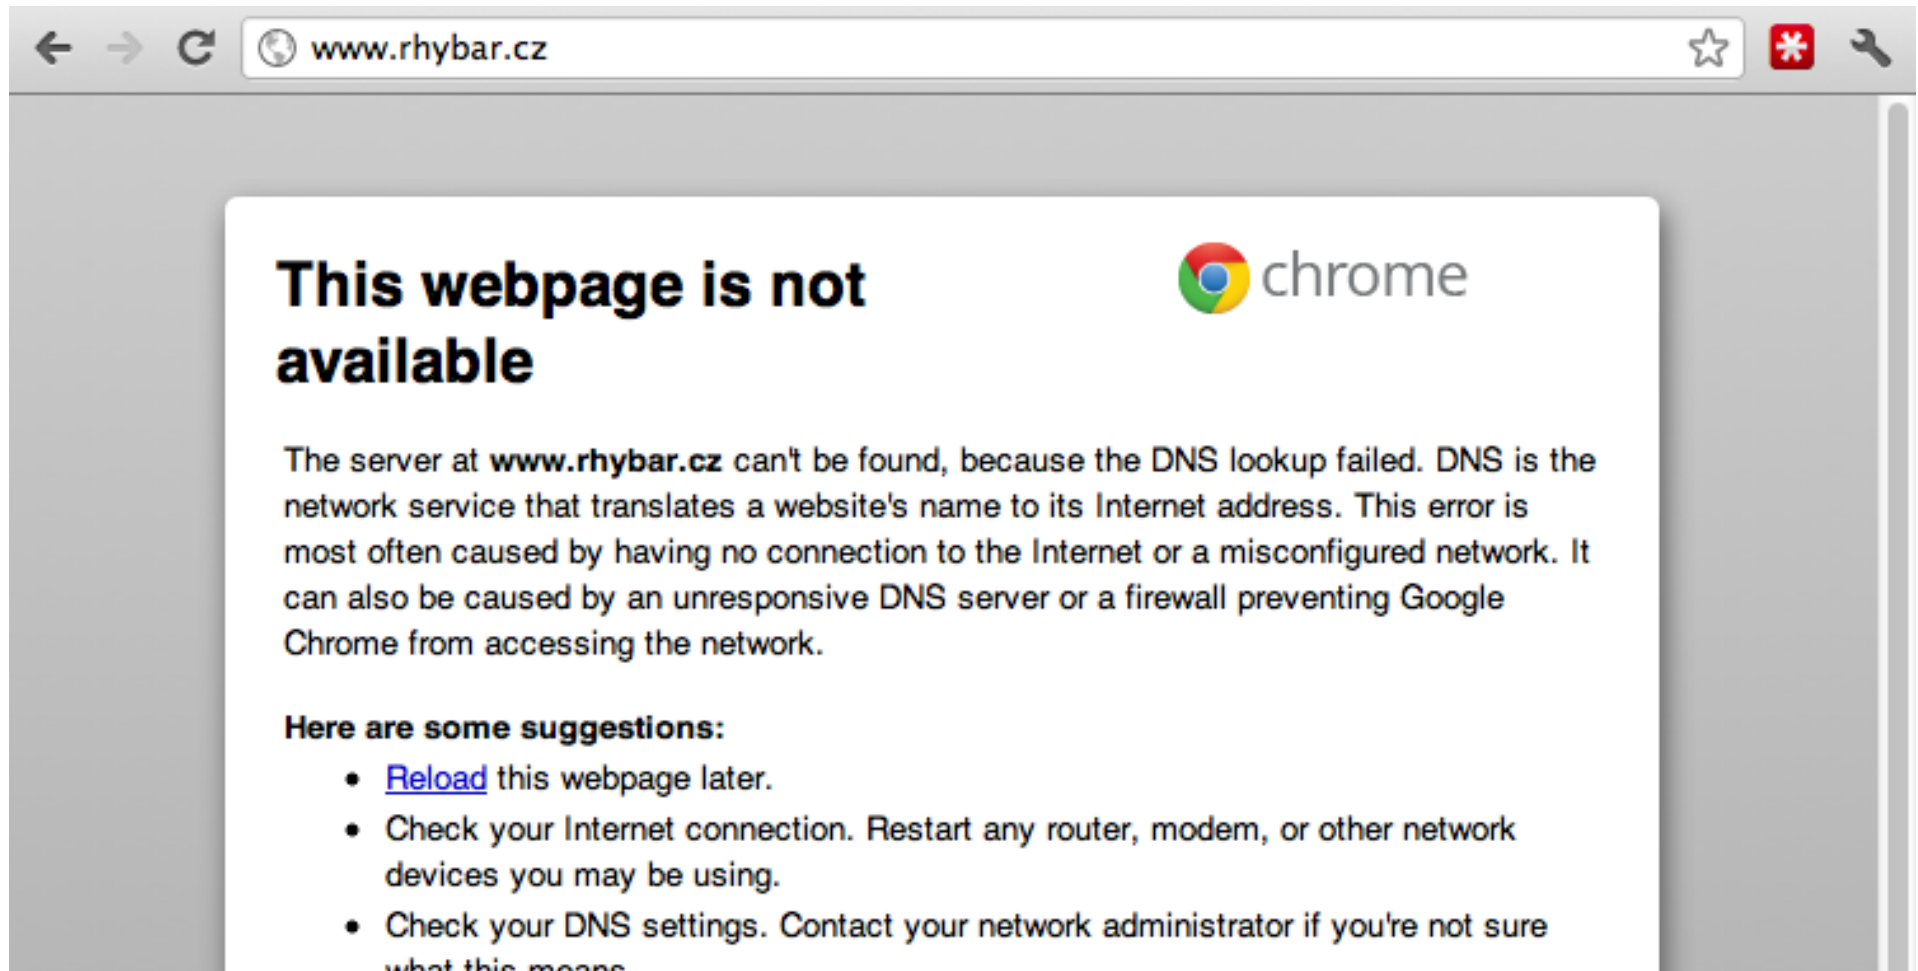 www.rhybar.cz
This webpage is not
available
chrome
The server at www.rhybar.cz can't be found, because the DNS lookup failed. DNS is the
network service that translates a website's name to its Internet address. This error is
most often caused by having no connection to the Internet or a misconfigured network. It
can also be caused by an unresponsive DNS server or a firewall preventing Google
Chrome from accessing the network.
Here are some suggestions:
Reload this webpage later.
Check your Internet connection. Restart any router, modem, or other network
devices you may be using.
Check your DNS settings. Contact your network administrator if you're not sure
what this means.